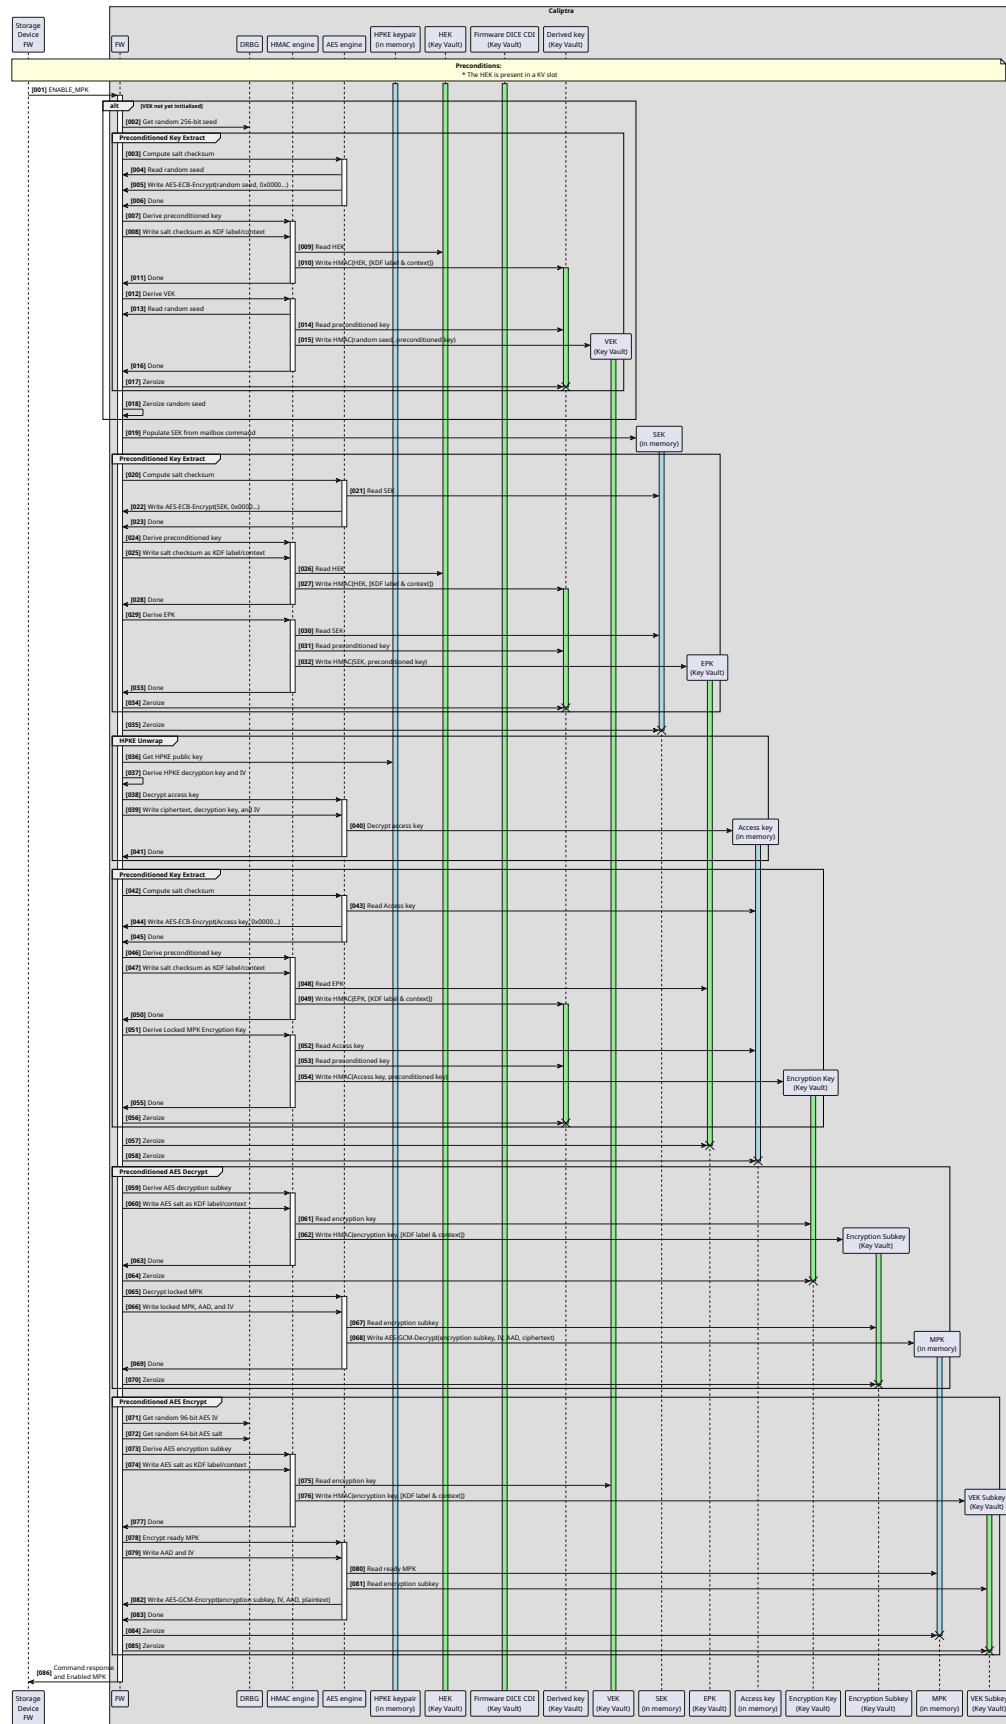 Caliptra
Storage
Device
FW
FW
DRBG
HMAC engine
AES engine
HPKE keypair
(in memory)
HEK
(Key Vault)
Firmware DICE CDI
(Key Vault)
Derived key
(Key Vault)
Preconditions:
* The HEK is present in a KV slot
[001] ENABLE_MPK
alt
[VEK not yet initialized]
[002] Get random 256-bit seed
Preconditioned Key Extract
[003] Compute salt checksum
[004] Read random seed
[005] Write AES-ECB-Encrypt(random seed, 0x0000...)
[006] Done
[007] Derive preconditioned key
[008] Write salt checksum as KDF label/context
[009] Read HEK
[010] Write HMAC(HEK, [KDF label & context])
[011] Done
[012] Derive VEK
[013] Read random seed
[014] Read preconditioned key
[015] Write HMAC(random seed, preconditioned key)
VEK
(Key Vault)
[016] Done
[017] Zeroize
[018] Zeroize random seed
[019] Populate SEK from mailbox command
SEK
(in memory)
Preconditioned Key Extract
[020] Compute salt checksum
[021] Read SEK
[022] Write AES-ECB-Encrypt(SEK, 0x0000...)
[023] Done
[024] Derive preconditioned key
[025] Write salt checksum as KDF label/context
[026] Read HEK
[027] Write HMAC(HEK, [KDF label & context])
[028] Done
[029] Derive EPK
[030] Read SEK
[031] Read preconditioned key
[032] Write HMAC(SEK, preconditioned key)
EPK
(Key Vault)
[033] Done
[034] Zeroize
[035] Zeroize
HPKE Unwrap
[036] Get HPKE public key
[037] Derive HPKE decryption key and IV
[038] Decrypt access key
[039] Write ciphertext, decryption key, and IV
[040] Decrypt access key
Access key
(in memory)
[041] Done
Preconditioned Key Extract
[042] Compute salt checksum
[043] Read Access key
[044] Write AES-ECB-Encrypt(Access key, 0x0000...)
[045] Done
[046] Derive preconditioned key
[047] Write salt checksum as KDF label/context
[048] Read EPK
[049] Write HMAC(EPK, [KDF label & context])
[050] Done
[051] Derive Locked MPK Encryption Key
[052] Read Access key
[053] Read preconditioned key
[054] Write HMAC(Access key, preconditioned key)
Encryption Key
(Key Vault)
[055] Done
[056] Zeroize
[057] Zeroize
[058] Zeroize
Preconditioned AES Decrypt
[059] Derive AES decryption subkey
[060] Write AES salt as KDF label/context
[061] Read encryption key
[062] Write HMAC(encryption key, [KDF label & context])
Encryption Subkey
(Key Vault)
[063] Done
[064] Zeroize
[065] Decrypt locked MPK
[066] Write locked MPK, AAD, and IV
[067] Read encryption subkey
[068] Write AES-GCM-Decrypt(encryption subkey, IV, AAD, ciphertext)
MPK
(in memory)
[069] Done
[070] Zeroize
Preconditioned AES Encrypt
[071] Get random 96-bit AES IV
[072] Get random 64-bit AES salt
[073] Derive AES encryption subkey
[074] Write AES salt as KDF label/context
[075] Read encryption key
[076] Write HMAC(encryption key, [KDF label & context])
VEK Subkey
(Key Vault)
[077] Done
[078] Encrypt ready MPK
[079] Write AAD and IV
[080] Read ready MPK
[081] Read encryption subkey
[082] Write AES-GCM-Encrypt(encryption subkey, IV, AAD, plaintext)
[083] Done
[084] Zeroize
[085] Zeroize
[086] Command response
and Enabled MPK
Storage
Device
FW
FW
DRBG
HMAC engine
AES engine
HPKE keypair
(in memory)
HEK
(Key Vault)
Firmware DICE CDI
(Key Vault)
Derived key
(Key Vault)
VEK
(Key Vault)
SEK
(in memory)
EPK
(Key Vault)
Access key
(in memory)
Encryption Key
(Key Vault)
Encryption Subkey
(Key Vault)
MPK
(in memory)
VEK Subkey
(Key Vault)